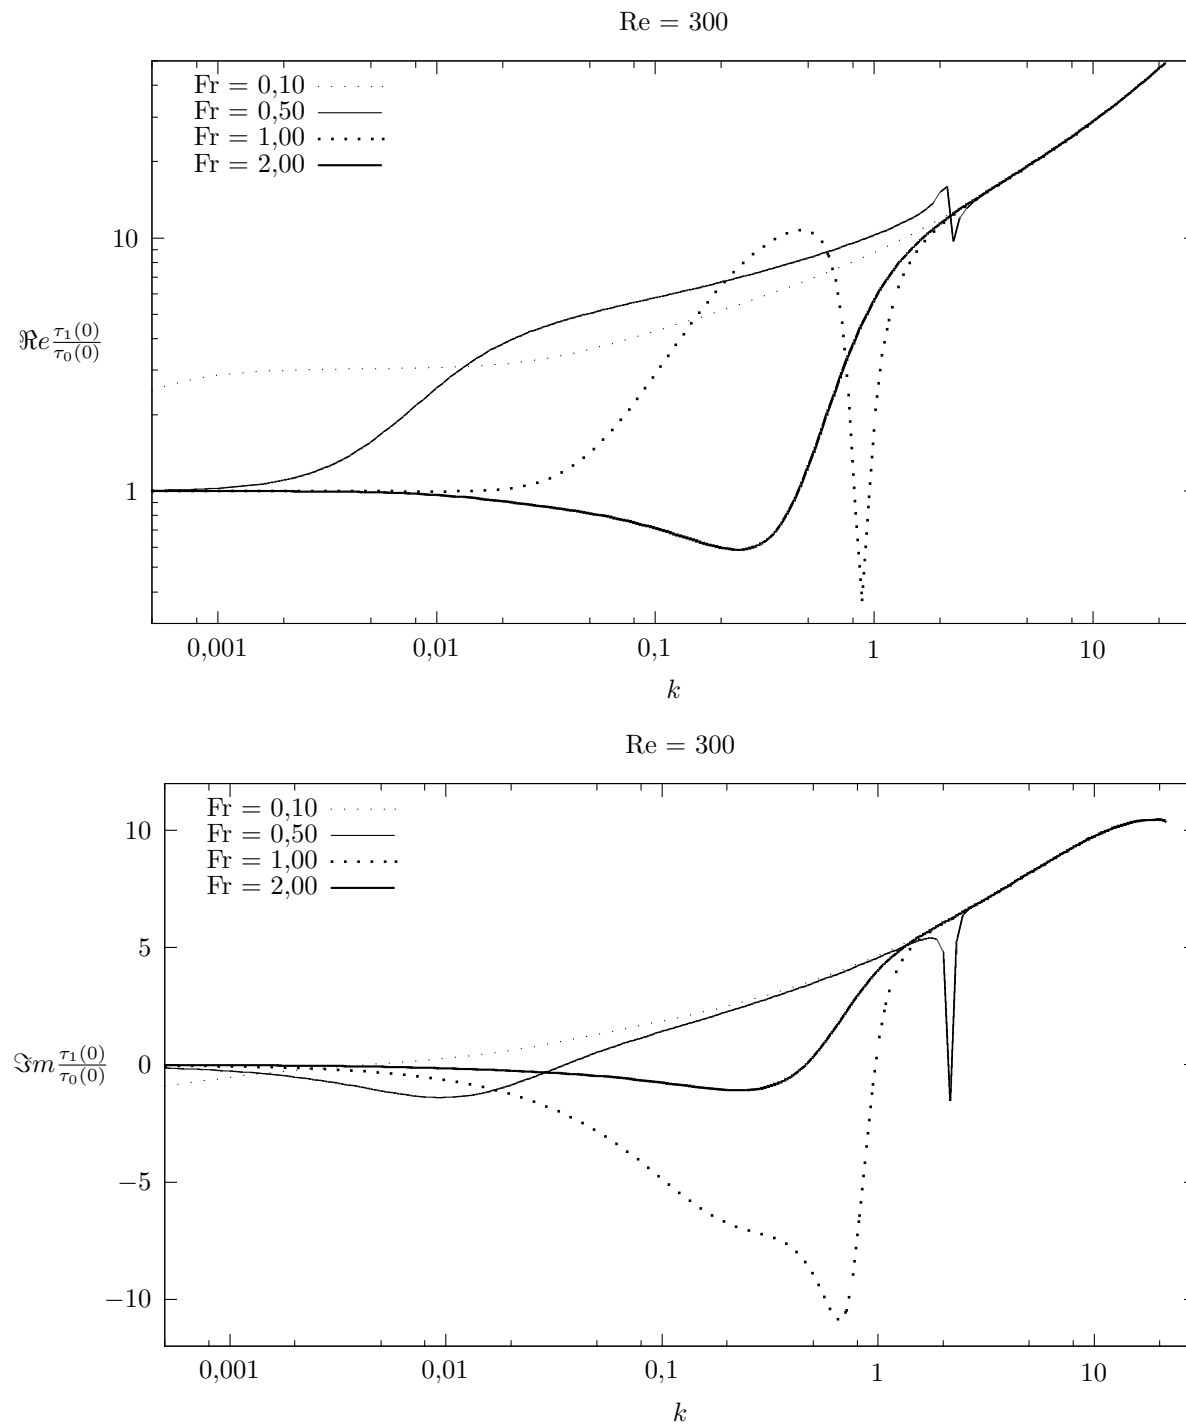 Re = 300
Fr = 0,10
Fr = 0,50
Fr = 1,00
Fr = 2,00
10
1
ℜe τ₁(0)/τ₀(0)
0,001 0,01 0,1 1 10
k
Re = 300
Fr = 0,10
Fr = 0,50
Fr = 1,00
Fr = 2,00
10
5
0
−5
−10
ℑm τ₁(0)/τ₀(0)
0,001 0,01 0,1 1 10
k